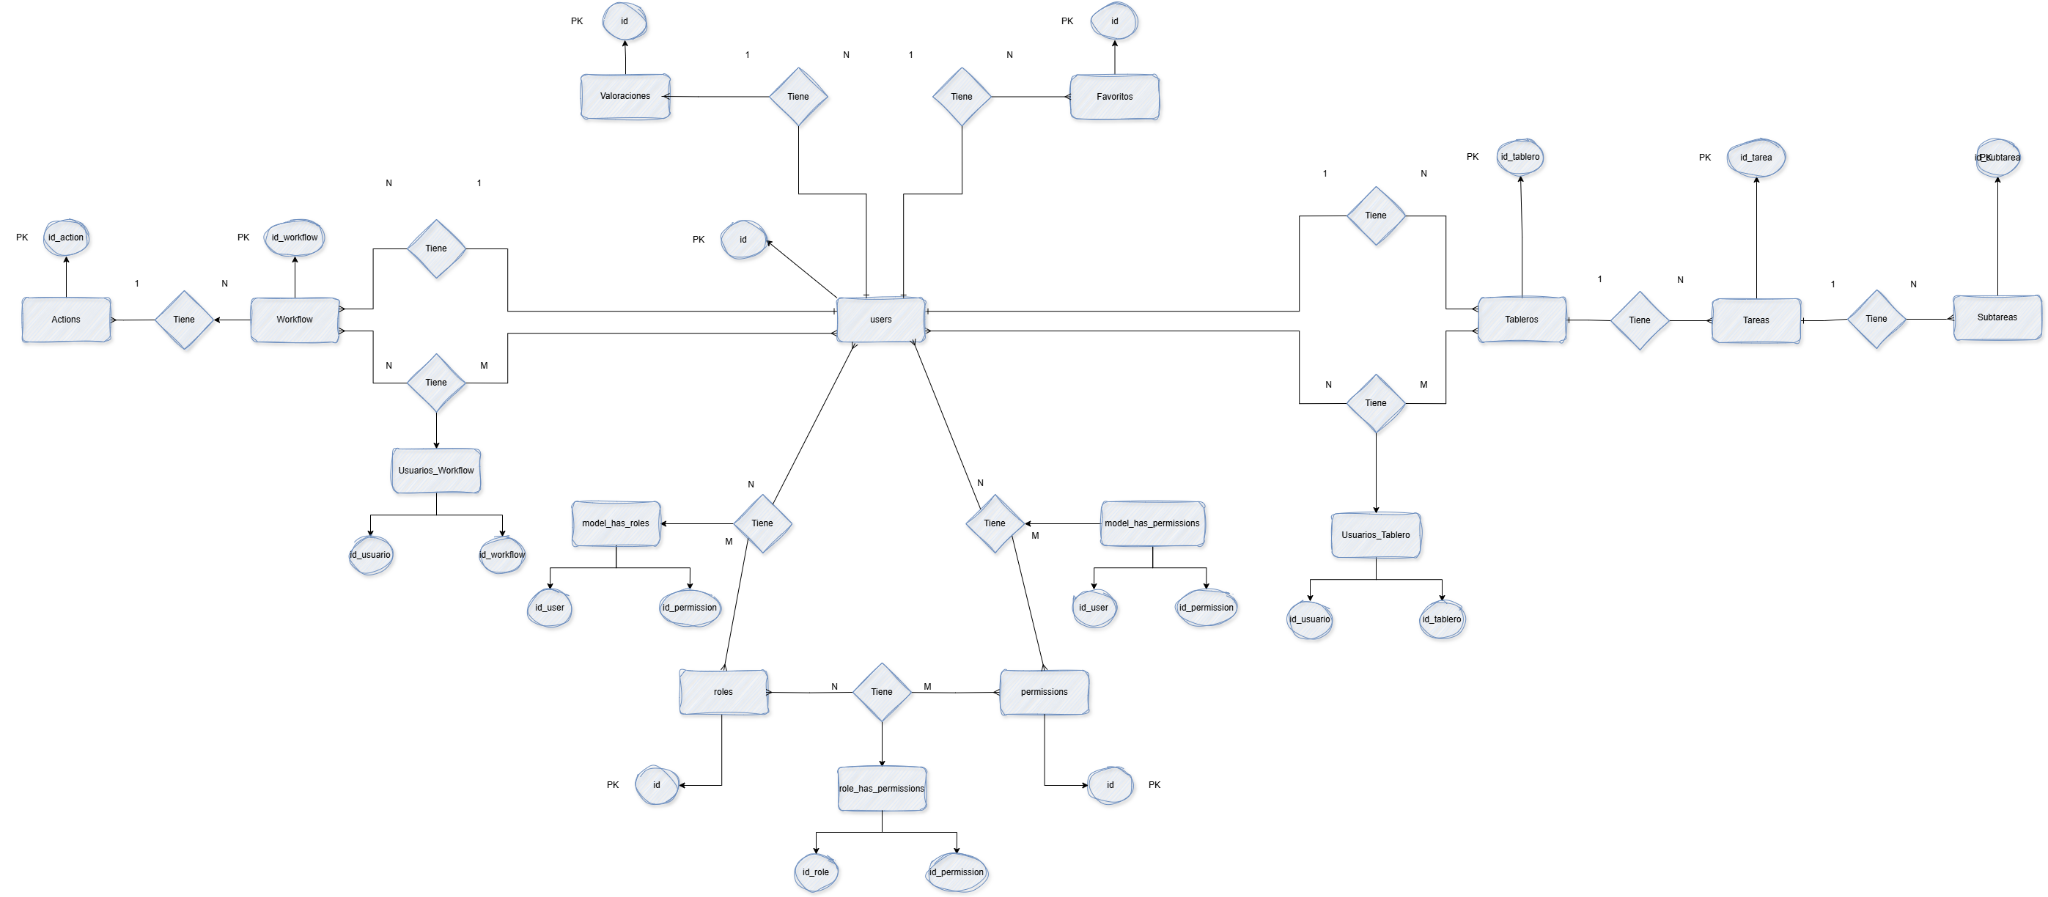 PK
id
PK
id
1
N
1
N
Valoraciones
Tiene
Tiene
Favoritos
PK
id_tablero
PK
id_tarea
PK
id_Subtarea
N
1
1
N
Tiene
PK
id_action
PK
id_workflow
Tiene
PK
id
1
N
1
N
1
N
Actions
Tiene
Workflow
users
Tableros
Tiene
Tareas
Tiene
Subtareas
N
M
Tiene
N
M
Tiene
Usuarios_Workflow
id_usuario
id_workflow
N
N
model_has_roles
Tiene
Tiene
model_has_permissions
M
M
Usuarios_Tablero
id_user
id_permission
id_user
id_permission
id_usuario
id_tablero
roles
N
Tiene
M
permissions
PK
id
id
PK
role_has_permissions
id_role
id_permission